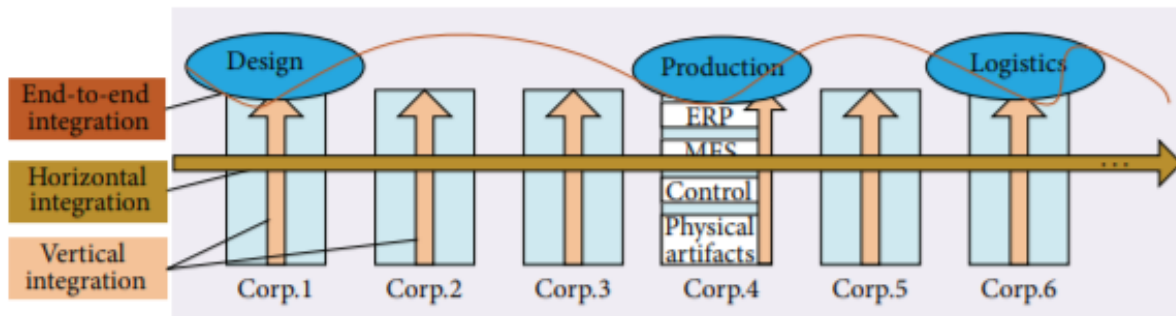 Design
Production
Logistics
End-to-end
integration
ERP
MES
Horizontal
integration
...
Control
Physical
artifacts
Vertical
integration
Corp.1
Corp.2
Corp.3
Corp.4
Corp.5
Corp.6